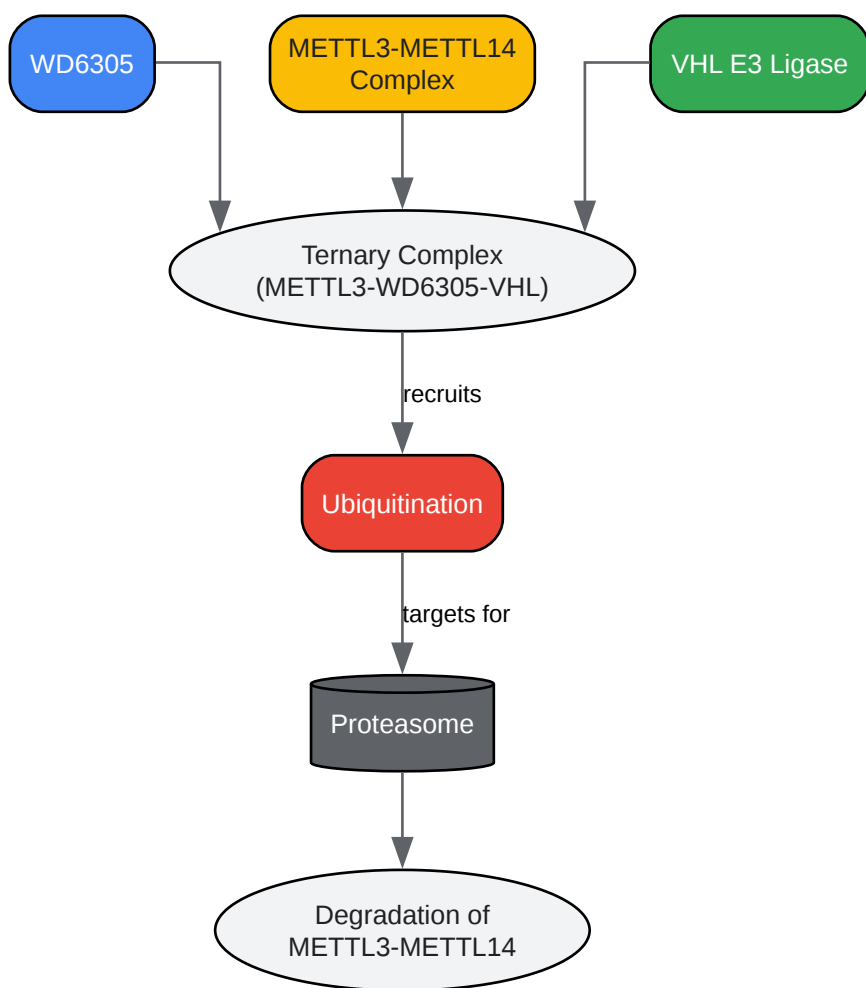 WD6305
METTL3-METTL14
Complex
VHL E3 Ligase
Ternary Complex
(METTL3-WD6305-VHL)
recruits
Ubiquitination
targets for
Proteasome
Degradation of
METTL3-METTL14